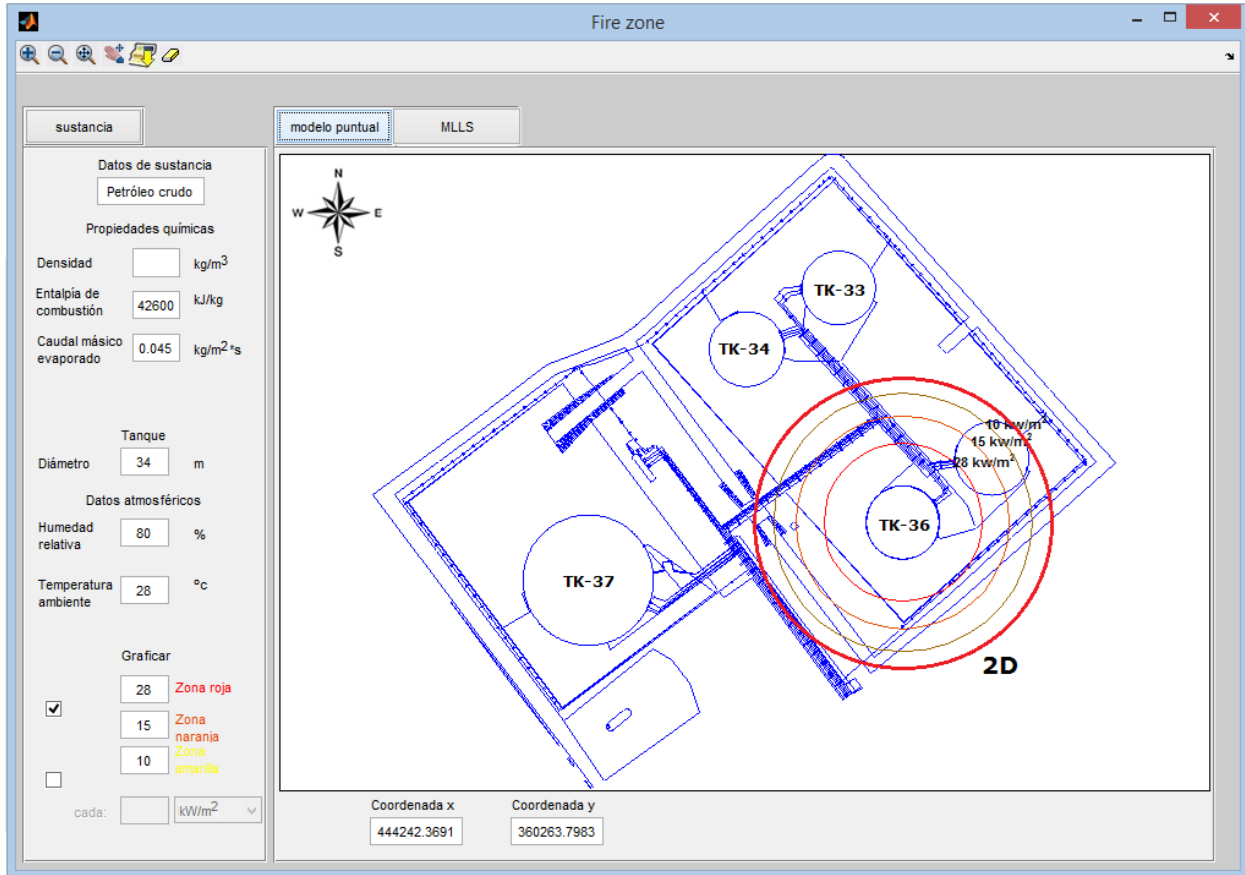 Fire zone
sustancia
modelo puntual
MLLS
Datos de sustancia
Petróleo crudo
Propiedades químicas
Densidad
kg/m3
Entalpía de
combustión
42600
kJ/kg
Caudal másico
evaporado
0.045
kg/m2*s
Tanque
Diámetro
34
m
Datos atmosféricos
Humedad
relativa
80
%
Temperatura
ambiente
28
ºc
Graficar
28
Zona roja
15
Zona
naranja
10
Zona
amarilla
cada:
kW/m2
N
W
E
S
TK-33
TK-34
10 kw/m2
15 kw/m2
28 kw/m2
TK-36
TK-37
2D
Coordenada x
Coordenada y
444242.3691
360263.7983